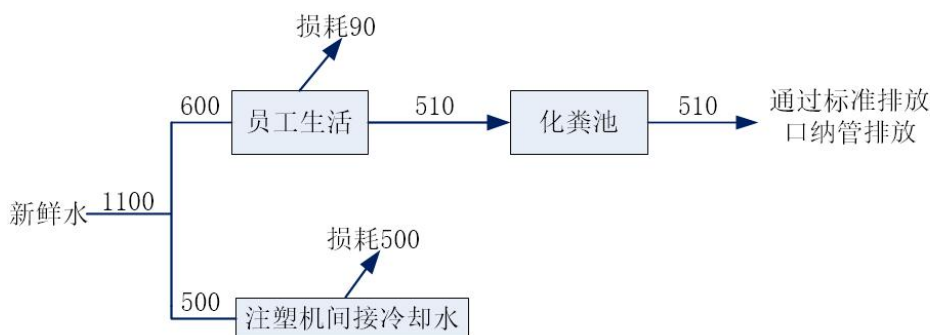 损耗90
600
员工生活
510
化粪池
510
通过标准排放
口纳管排放
新鲜水
1100
损耗500
500
注塑机间接冷却水